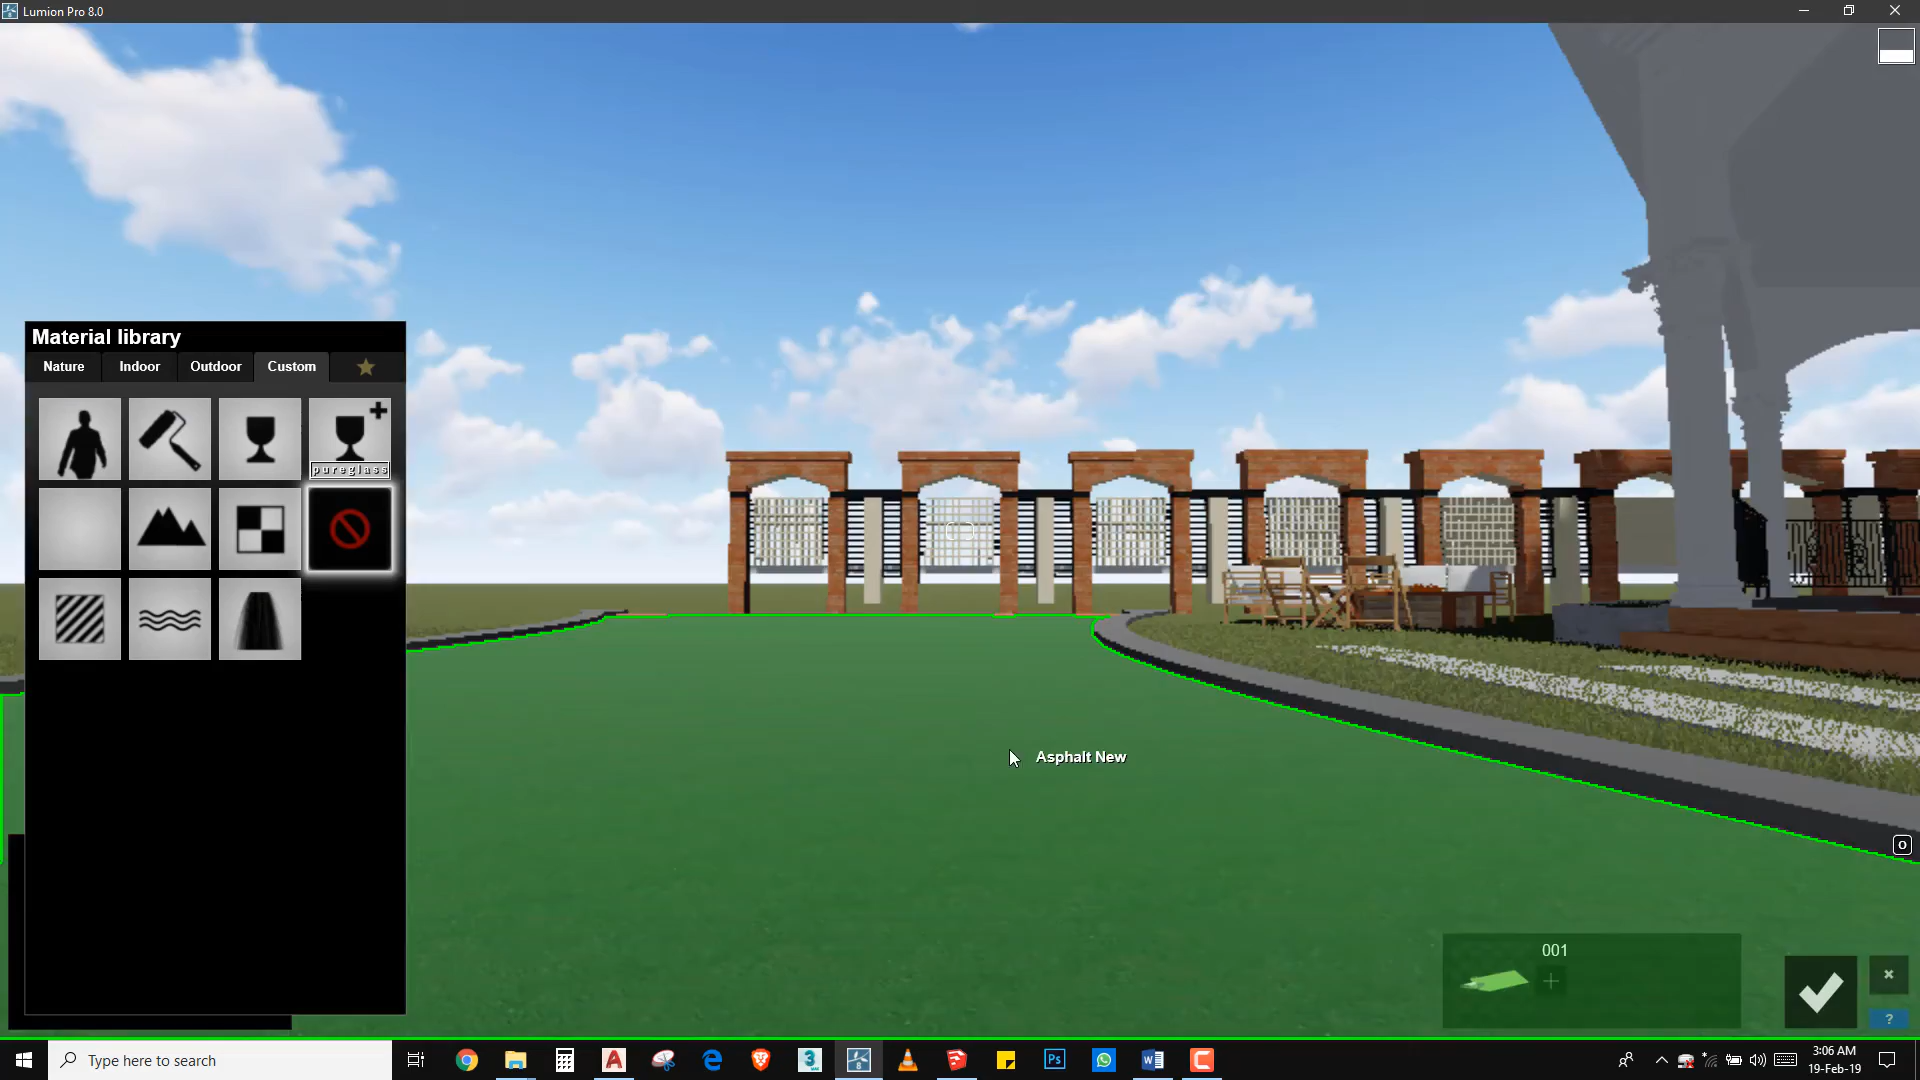 Lumion Pro 8.0
Material library
Nature Indoor Outdoor Custom
pureglass
Asphalt New
O
001
?
Type here to search
3:06 AM
19-Feb-19